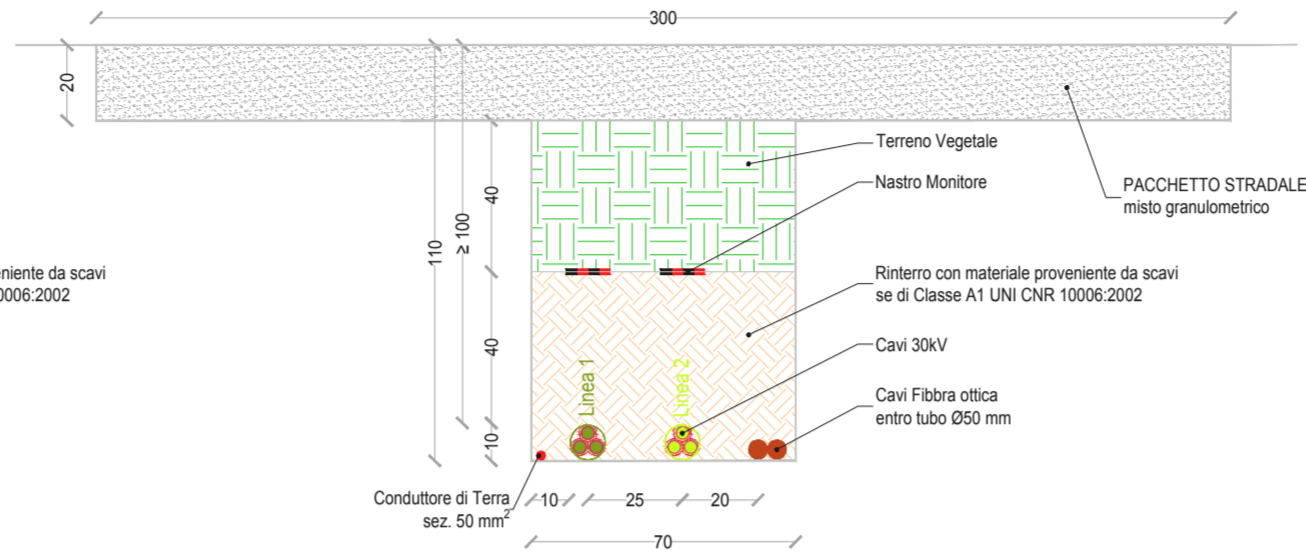 300
20
Terreno Vegetale
Nastro Monitore
PACCHETTO STRADALE
misto granulometrico
40
110
≥ 100
eniente da scavi
0006:2002
Rinterro con materiale proveniente da scavi
se di Classe A1 UNI CNR 10006:2002
40
Linea 1
Linea 2
Cavi 30kV
Cavi Fibbra ottica
entro tubo Ø50 mm
10
Conduttore di Terra
sez. 50 mm²
10
25
20
70